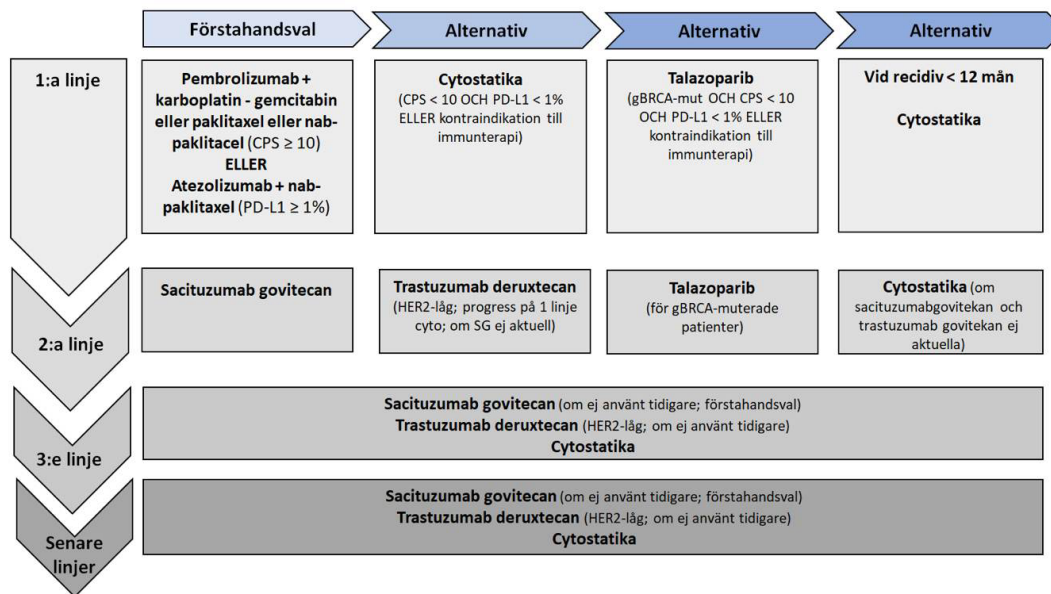 Förstahandsval
Alternativ
Alternativ
Alternativ
1:a linje
Pembrolizumab +
karboplatin - gemcitabin
eller paklitaxel eller nab-
paklitacel (CPS ≥ 10)
ELLER
Atezolizumab + nab-
paklitaxel (PD-L1 ≥ 1%)
Cytostatika
(CPS < 10 OCH PD-L1 < 1%
ELLER kontraindikation till
immunterapi)
Talazoparib
(gBRCA-mut OCH CPS < 10
OCH PD-L1 < 1% ELLER
kontraindikation till
immunterapi)
Vid recidiv < 12 mån
Cytostatika
2:a linje
Sacituzumab govitecan
Trastuzumab deruxtecan
(HER2-låg; progress på 1 linje
cyto; om SG ej aktuell)
Talazoparib
(för gBRCA-muterade
patienter)
Cytostatika (om
sacituzumabgovitekan och
trastuzumab govitekan ej
aktuella)
3:e linje
Sacituzumab govitecan (om ej använt tidigare; förstahandsval)
Trastuzumab deruxtecan (HER2-låg; om ej använt tidigare)
Cytostatika
Senare
linjer
Sacituzumab govitecan (om ej använt tidigare; förstahandsval)
Trastuzumab deruxtecan (HER2-låg; om ej använt tidigare)
Cytostatika